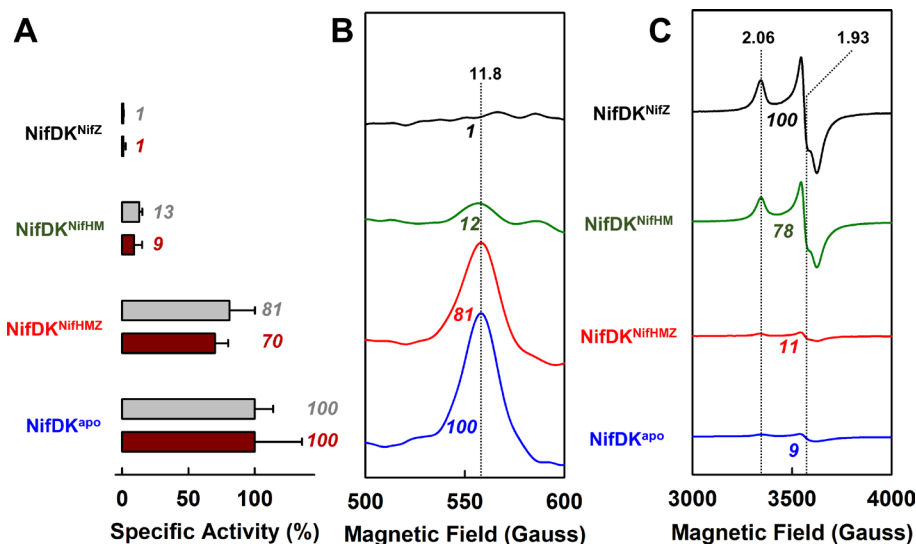 A
NifDK^NifZ
1
1
NifDK^NifHM
13
9
NifDK^NifHMZ
81
70
NifDK^apo
100
100
0 100
Specific Activity (%)
B
11.8
1
12
81
100
500 550 600
Magnetic Field (Gauss)
C
2.06 1.93
NifDK^NifZ
100
NifDK^NifHM
78
NifDK^NifHMZ
11
NifDK^apo
9
3000 3500 4000
Magnetic Field (Gauss)